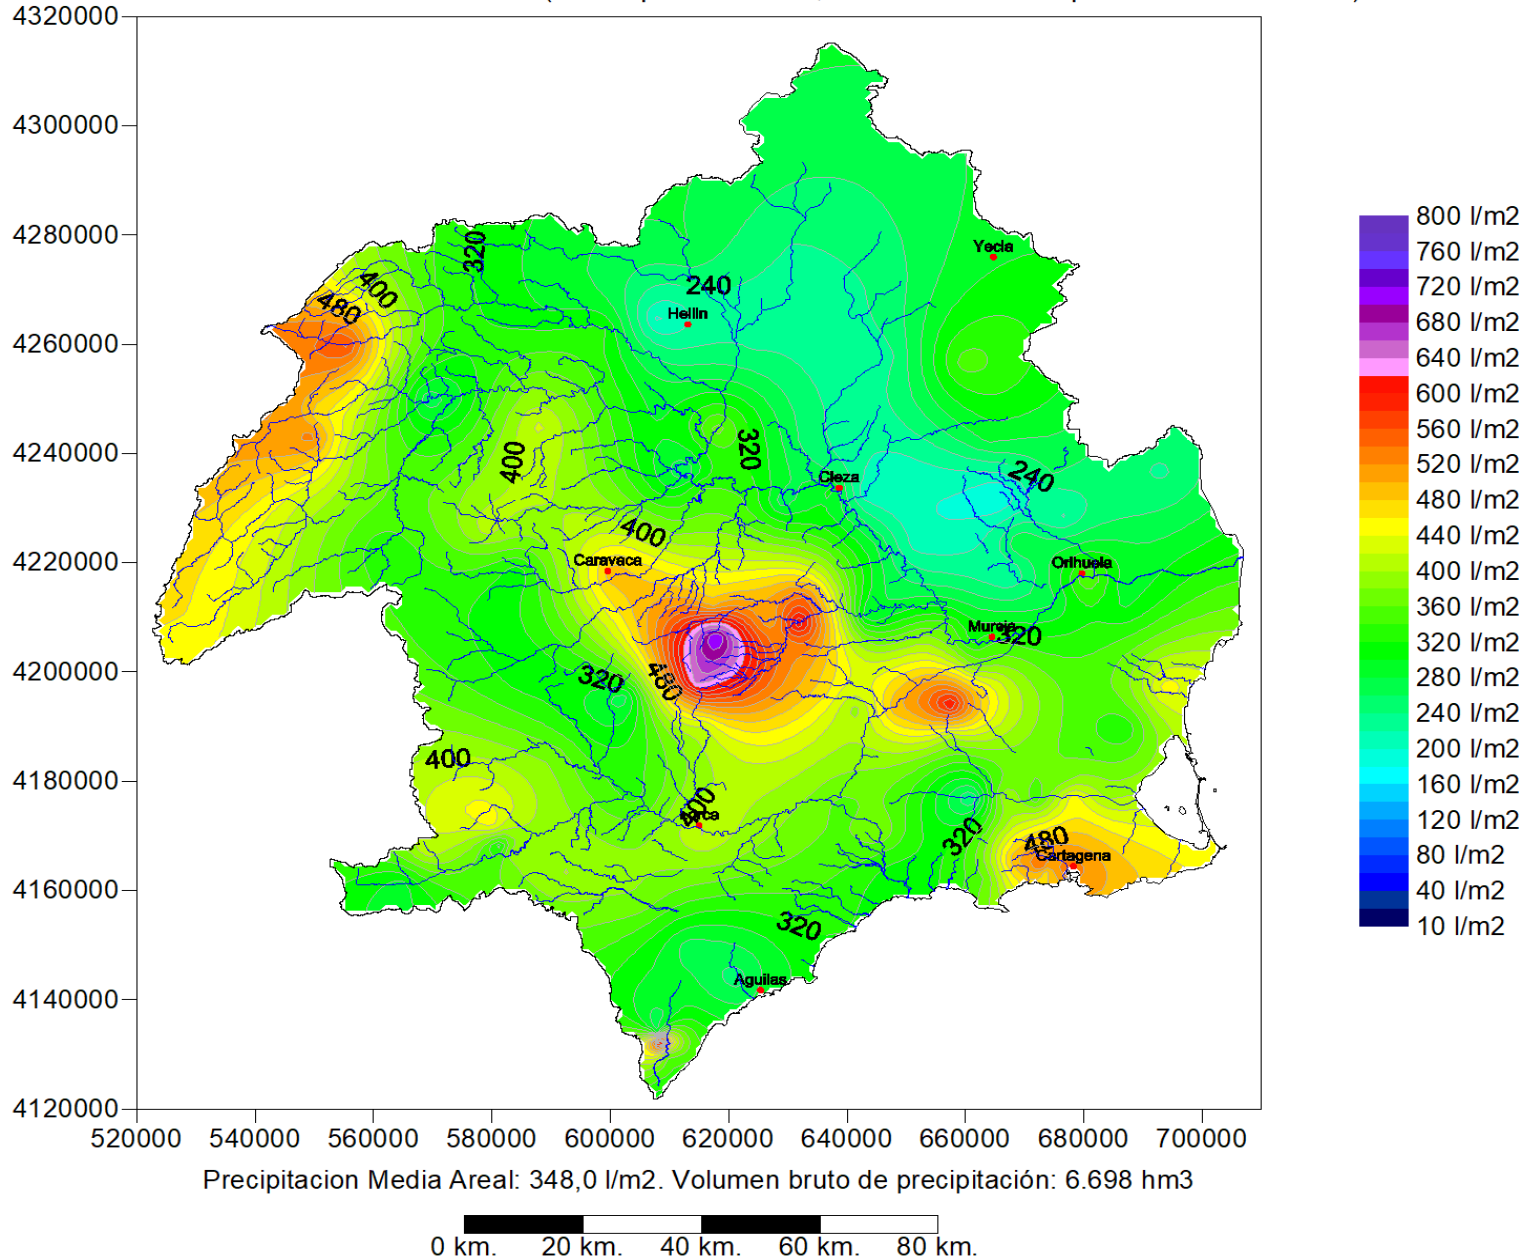 4320000
4300000
4280000
4260000
4240000
4220000
4200000
4180000
4160000
4140000
4120000
520000 540000 560000 580000 600000 620000 640000 660000 680000 700000
320
400
480
240
Hellin
Yecla
400
320
Cieza
240
400
Caravaca
Orihuela
Murcia
320
320
480
400
400
320
480
Cartagena
320
Aguilas
800 l/m2
760 l/m2
720 l/m2
680 l/m2
640 l/m2
600 l/m2
560 l/m2
520 l/m2
480 l/m2
440 l/m2
400 l/m2
360 l/m2
320 l/m2
280 l/m2
240 l/m2
200 l/m2
160 l/m2
120 l/m2
80 l/m2
40 l/m2
10 l/m2
Precipitacion Media Areal: 348,0 l/m2. Volumen bruto de precipitación: 6.698 hm3
0 km. 20 km. 40 km. 60 km. 80 km.